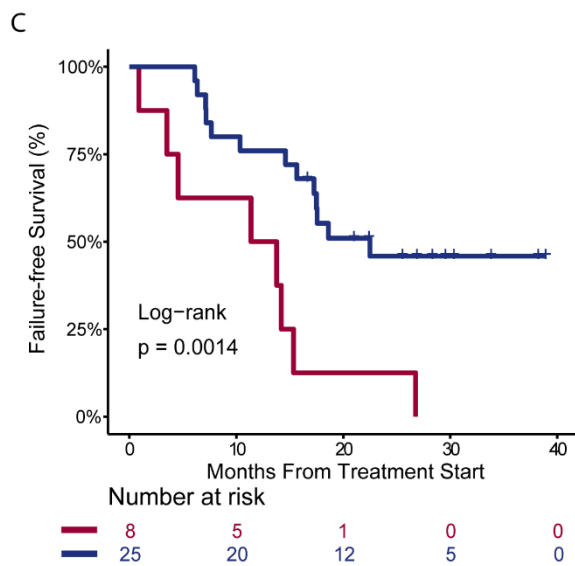 C
Failure-free Survival (%)
100%
75%
50%
25%
0%
Log-rank
p = 0.0014
0 10 20 30 40
Months From Treatment Start
Number at risk
8 5 1 0 0
25 20 12 5 0